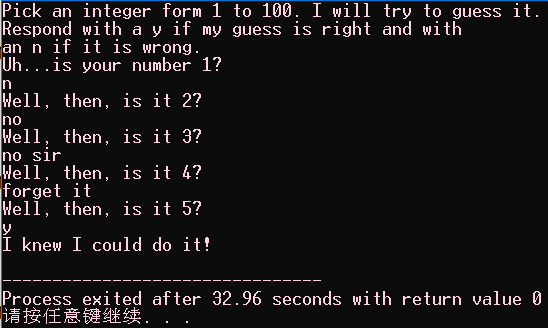 Pick an integer form 1 to 100. I will try to guess it.
Respond with a y if my guess is right and with
an n if it is wrong.
Uh...is your number 1?
n
Well, then, is it 2?
no
Well, then, is it 3?
no sir
Well, then, is it 4?
forget it
Well, then, is it 5?
y
I knew I could do it!
--------------------------------
Process exited after 32.96 seconds with return value 0
请按任意键继续. . .